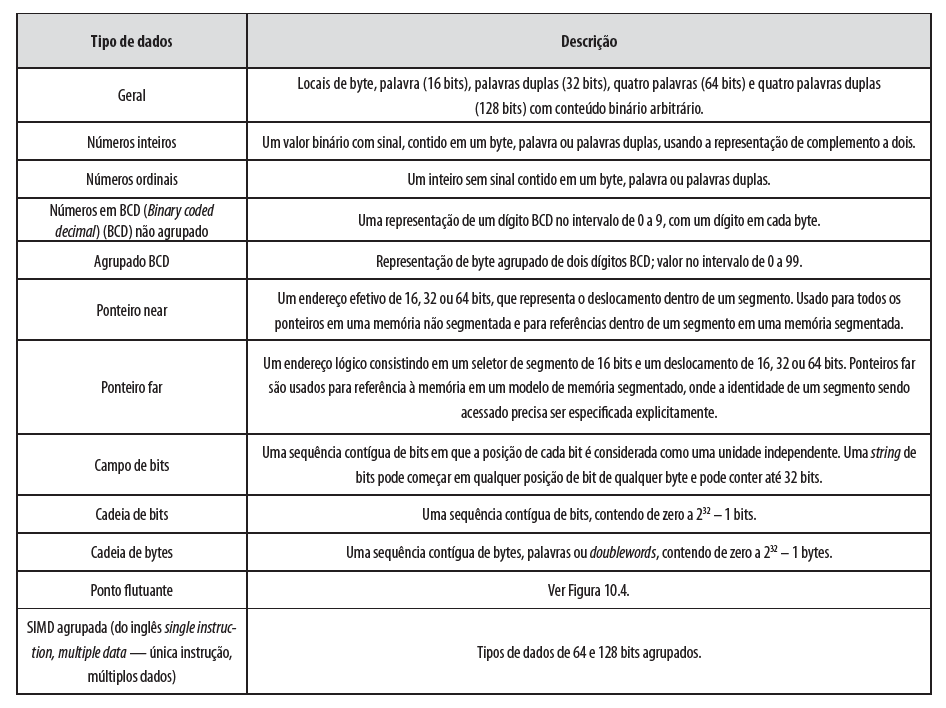 Tipo de dados
Descrição
Geral
Locais de byte, palavra (16 bits), palavras duplas (32 bits), quatro palavras (64 bits) e quatro palavras duplas
(128 bits) com conteúdo binário arbitrário.
Números inteiros
Um valor binário com sinal, contido em um byte, palavra ou palavras duplas, usando a representação de complemento a dois.
Números ordinais
Um inteiro sem sinal contido em um byte, palavra ou palavras duplas.
Números em BCD (Binary coded
decimal) (BCD) não agrupado
Uma representação de um dígito BCD no intervalo de 0 a 9, com um dígito em cada byte.
Agrupado BCD
Representação de byte agrupado de dois dígitos BCD; valor no intervalo de 0 a 99.
Ponteiro near
Um endereço efetivo de 16, 32 ou 64 bits, que representa o deslocamento dentro de um segmento. Usado para todos os
ponteiros em uma memória não segmentada e para referências dentro de um segmento em uma memória segmentada.
Ponteiro far
Um endereço lógico consistindo em um seletor de segmento de 16 bits e um deslocamento de 16, 32 ou 64 bits. Ponteiros far
são usados para referência à memória em um modelo de memória segmentado, onde a identidade de um segmento sendo
acessado precisa ser especificada explicitamente.
Campo de bits
Uma sequência contígua de bits em que a posição de cada bit é considerada como uma unidade independente. Uma string de
bits pode começar em qualquer posição de bit de qualquer byte e pode conter até 32 bits.
Cadeia de bits
Uma sequência contígua de bits, contendo de zero a 2³² – 1 bits.
Cadeia de bytes
Uma sequência contígua de bytes, palavras ou doublewords, contendo de zero a 2³² – 1 bytes.
Ponto flutuante
Ver Figura 10.4.
SIMD agrupada (do inglês single instruc-
tion, multiple data — única instrução,
múltiplos dados)
Tipos de dados de 64 e 128 bits agrupados.